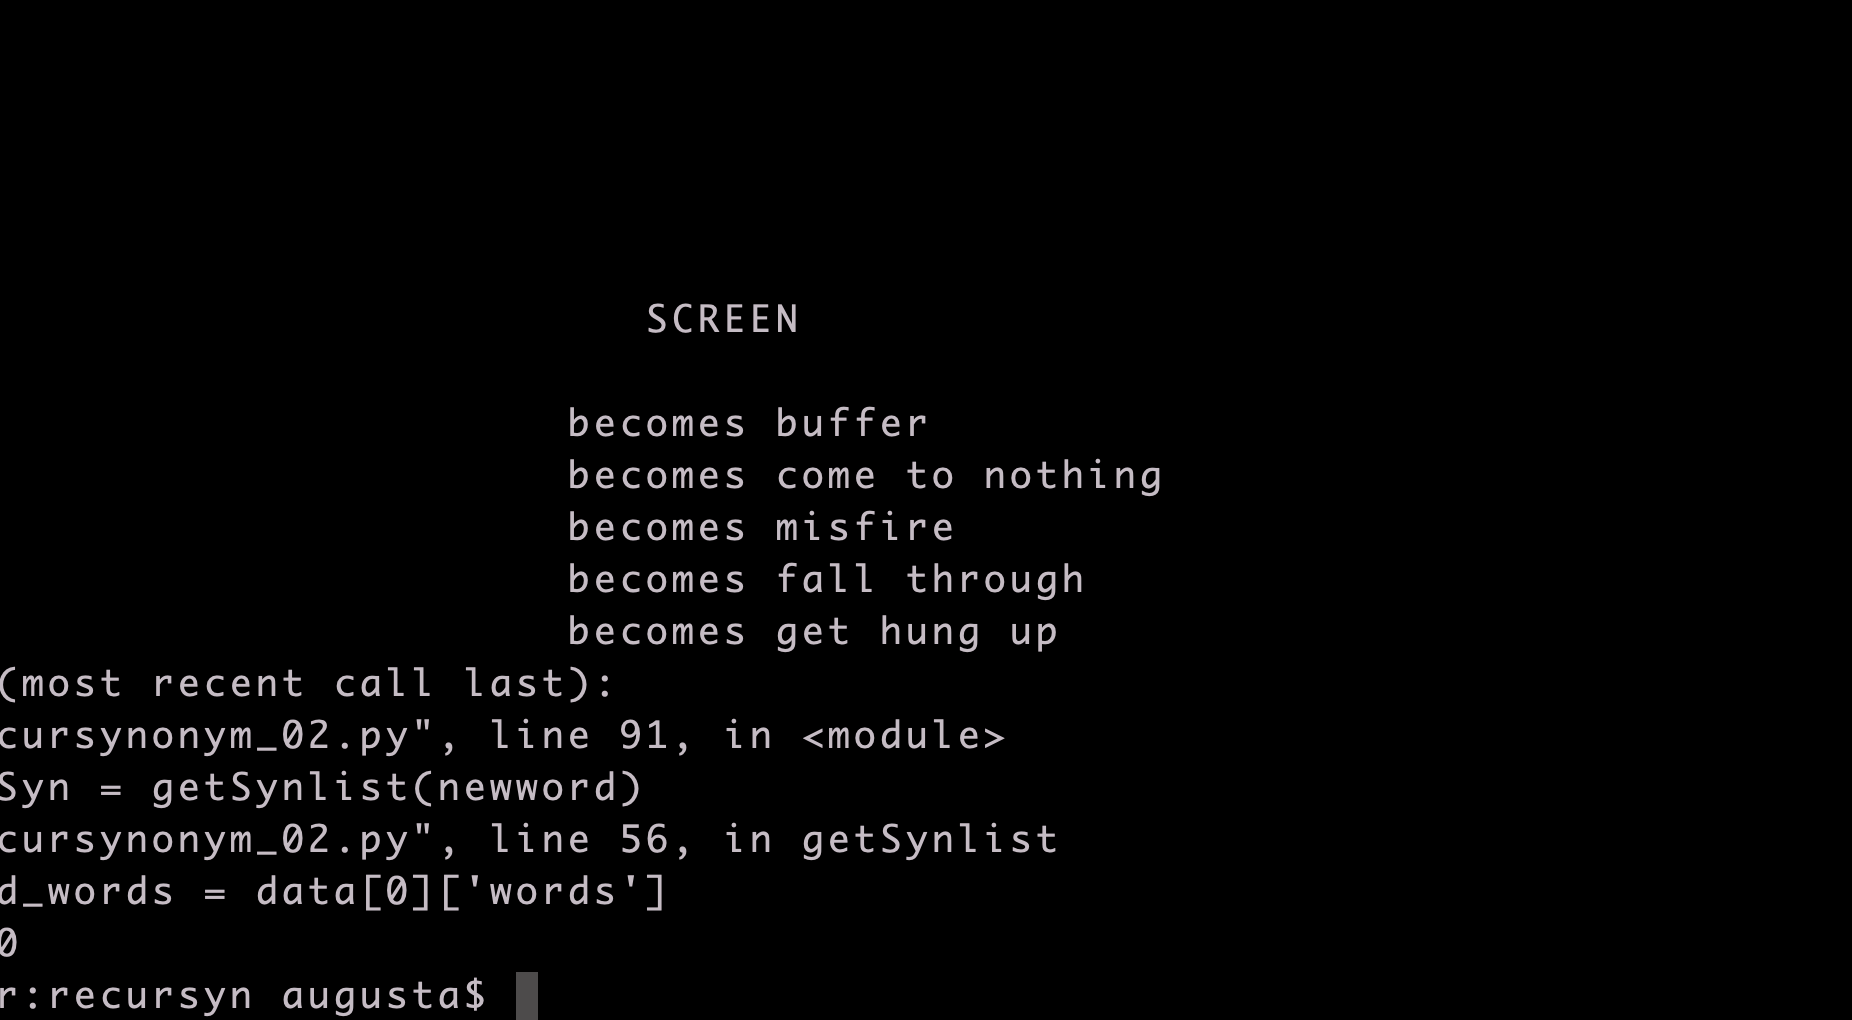 SCREEN
becomes buffer
becomes come to nothing
becomes misfire
becomes fall through
becomes get hung up
(most recent call last):
cursynonym_02.py", line 91, in <module>
Syn = getSynlist(newword)
cursynonym_02.py", line 56, in getSynlist
d_words = data[0]['words']
0
r:recursyn augusta$